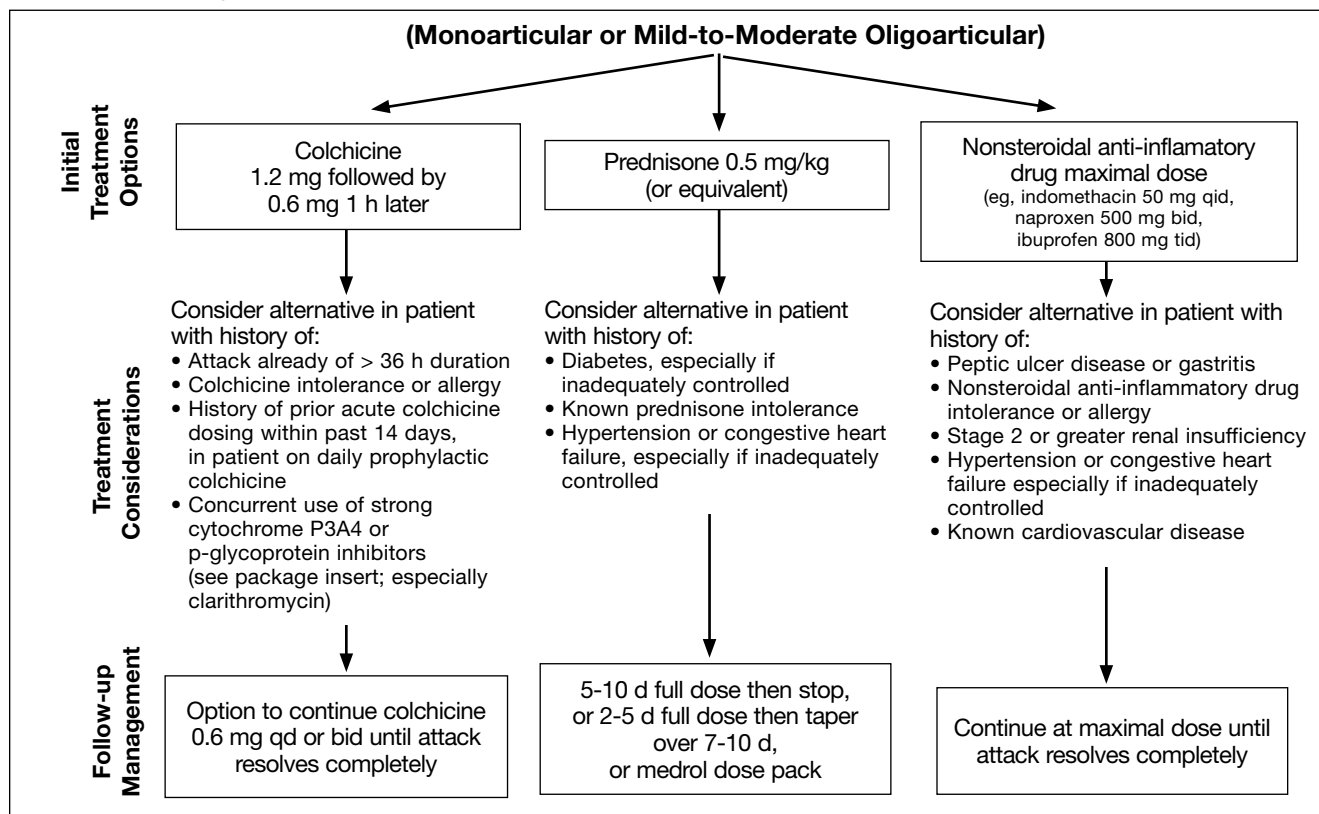 (Monoarticular or Mild-to-Moderate Oligoarticular)
Initial
Treatment
Options
Colchicine
1.2 mg followed by
0.6 mg 1 h later
Prednisone 0.5 mg/kg
(or equivalent)
Nonsteroidal anti-inflamatory
drug maximal dose
(eg, indomethacin 50 mg qid,
naproxen 500 mg bid,
ibuprofen 800 mg tid)
Treatment
Considerations
Consider alternative in patient
with history of:
• Attack already of > 36 h duration
• Colchicine intolerance or allergy
• History of prior acute colchicine
dosing within past 14 days,
in patient on daily prophylactic
colchicine
• Concurrent use of strong
cytochrome P3A4 or
p-glycoprotein inhibitors
(see package insert; especially
clarithromycin)
Consider alternative in patient
with history of:
• Diabetes, especially if
inadequately controlled
• Known prednisone intolerance
• Hypertension or congestive heart
failure, especially if inadequately
controlled
Consider alternative in patient with
history of:
• Peptic ulcer disease or gastritis
• Nonsteroidal anti-inflammatory drug
intolerance or allergy
• Stage 2 or greater renal insufficiency
• Hypertension or congestive heart
failure especially if inadequately
controlled
• Known cardiovascular disease
Follow-up
Management
Option to continue colchicine
0.6 mg qd or bid until attack
resolves completely
5-10 d full dose then stop,
or 2-5 d full dose then taper
over 7-10 d,
or medrol dose pack
Continue at maximal dose until
attack resolves completely